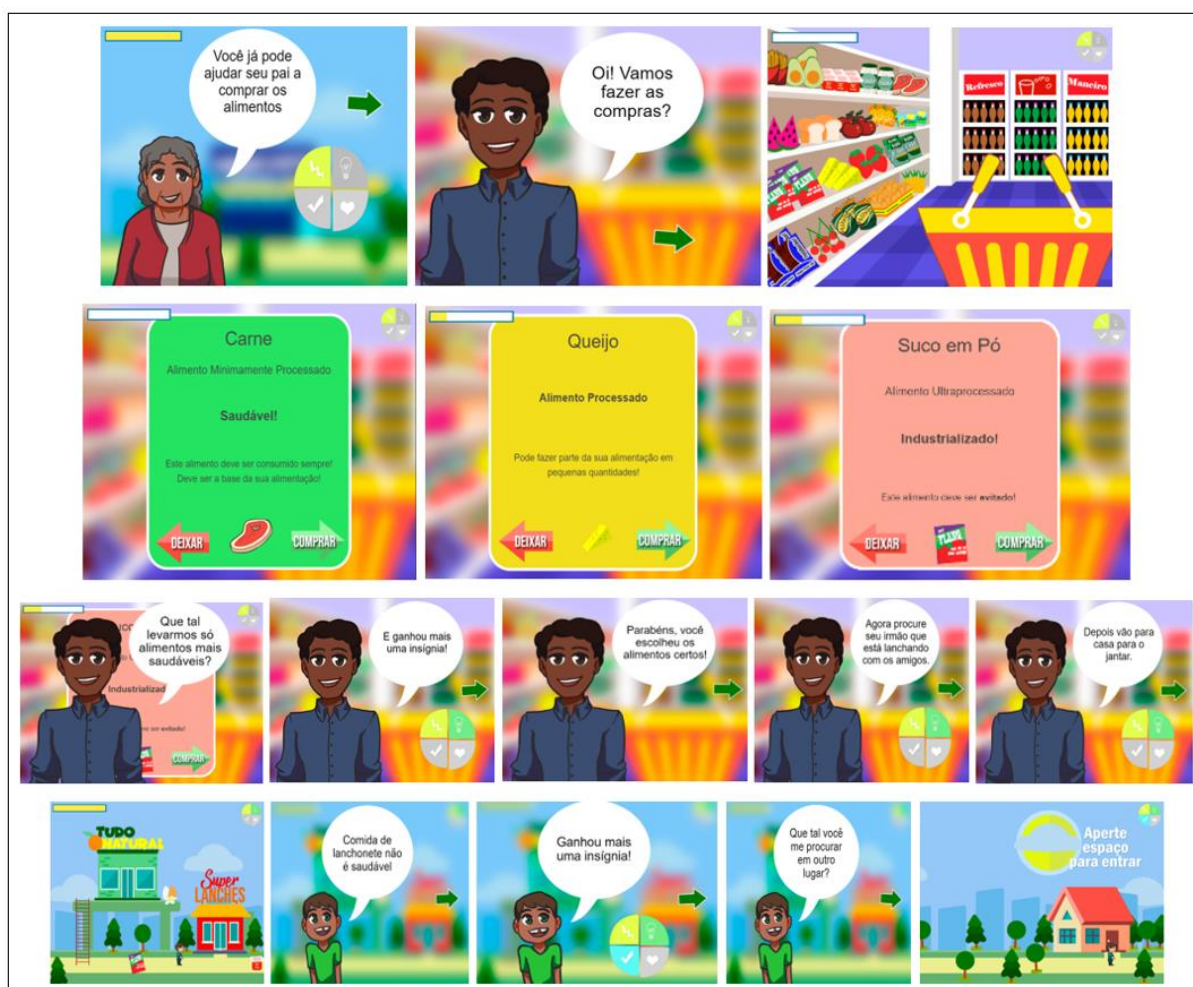 Você já pode
ajudar seu pai a
comprar os
alimentos
Oi! Vamos
fazer as
compras?
Refresco
Manciro
Carne
Alimento Minimamente Processado
Saudável!
Este alimento deve ser consumido sempre!
Deve ser a base da sua alimentação!
DEIXAR
COMPRAR
Queijo
Alimento Processado
Pode fazer parte da sua alimentação em
pequenas quantidades!
DEIXAR
COMPRAR
Suco em Pó
Alimento Ultraprocessado
Industrializado!
Este alimento deve ser evitado!
DEIXAR
COMPRAR
Que tal
levarmos só
alimentos mais
saudáveis?
Industrializad
ser evitado!
COMPRAR
E ganhou mais
uma insígnia!
Parabéns, você
escolheu os
alimentos certos!
Agora procure
seu irmão que
está lanchando
com os amigos.
Depois vão para
casa para o
jantar.
TUDO
NATURAL
Super
LANCHES
Comida de
lanchonete não
é saudável
Ganhou mais
uma insígnia!
Que tal você
me procurar
em outro
lugar?
Aperte
espaço
para entrar